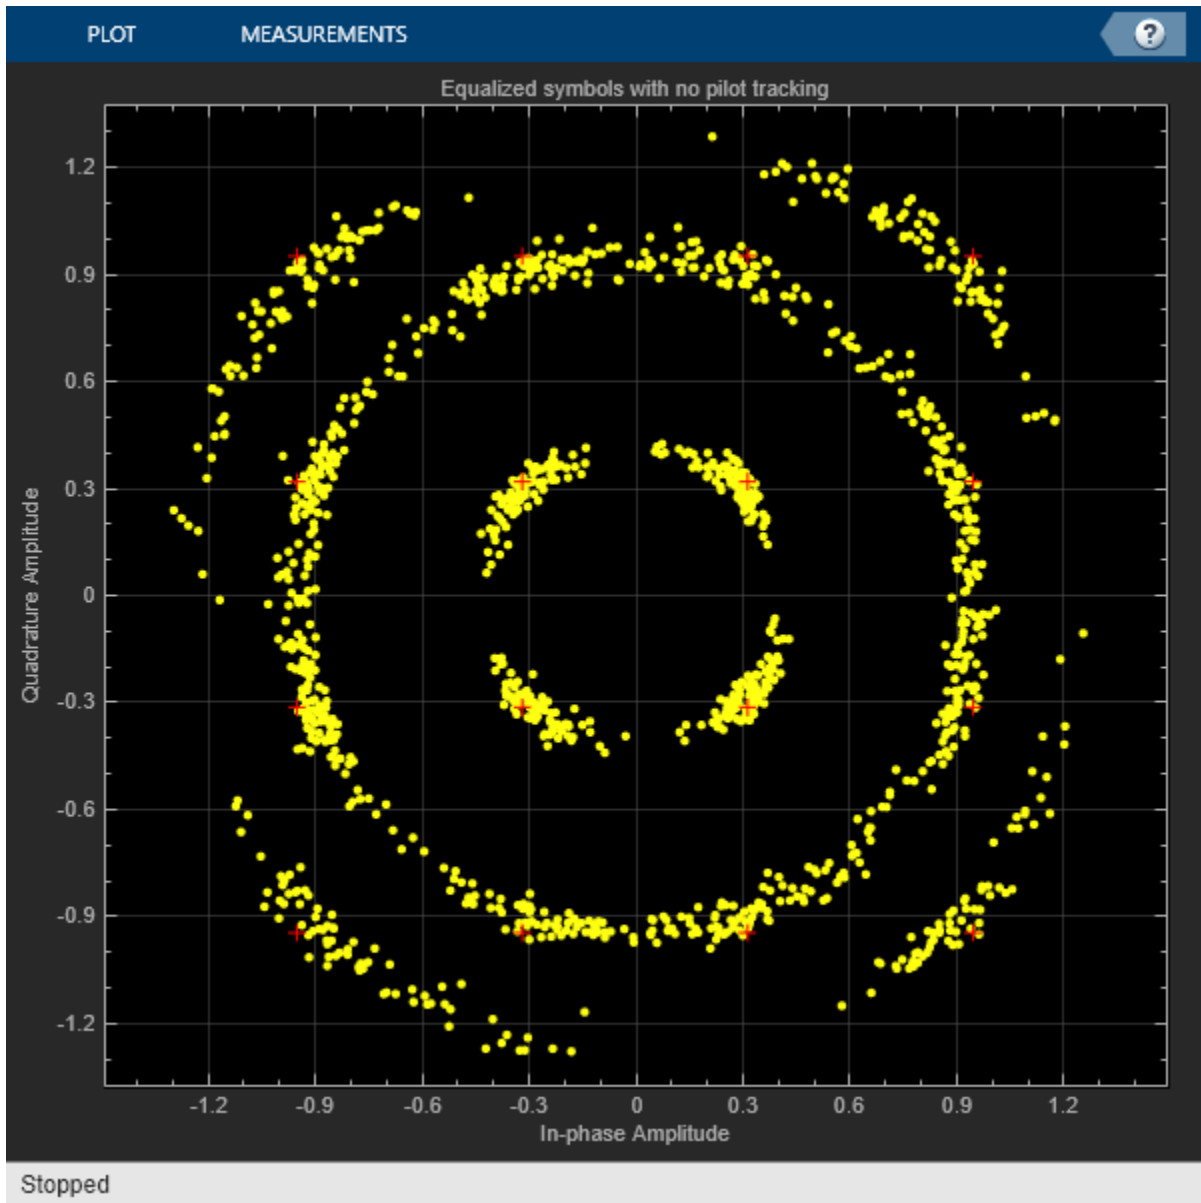 PLOT MEASUREMENTS ?
Equalized symbols with no pilot tracking
1.2
0.9
0.6
0.3
0
-0.3
-0.6
-0.9
-1.2
Quadrature Amplitude
-1.2 -0.9 -0.6 -0.3 0 0.3 0.6 0.9 1.2
In-phase Amplitude
Stopped